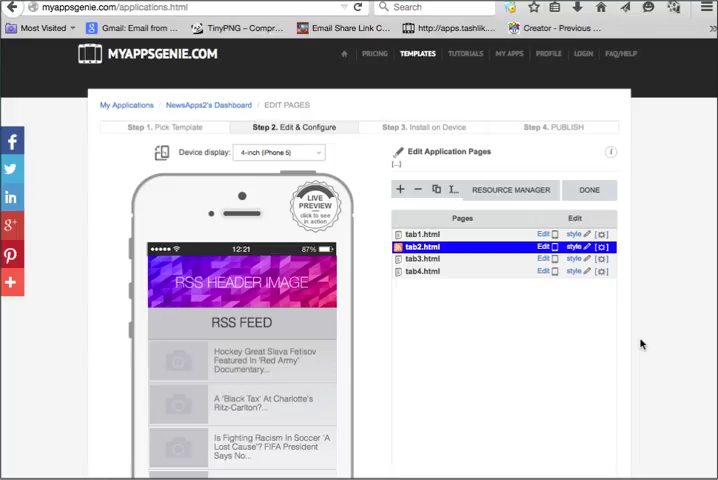 myappsgenie.com/applications.html
Search
Most Visited
Gmail: Email from ...
TinyPNG – Compr...
Email Share Link C...
http://apps.tashlik...
Creator - Previous ...
MYAPPSGENIE.COM
PRICING
TEMPLATES
TUTORIALS
MY APPS
PROFILE
LOGIN
FAQ/HELP
My Applications / NewsApps2's Dashboard / EDIT PAGES
Step 1. Pick Template
Step 2. Edit & Configure
Step 3. Install on Device
Step 4. PUBLISH
Device display:
4-inch (iPhone 5)
Edit Application Pages
[...]
LIVE
PREVIEW
click to see
in action
RESOURCE MANAGER
DONE
Pages
Edit
tab1.html Edit style
tab2.html Edit style
tab3.html Edit style
tab4.html Edit style
12:21
87%
RSS HEADER IMAGE
RSS FEED
Hockey Great Slava Fetisov
Featured In 'Red Army'
Documentary...
A 'Black Tax' At Charlotte's
Ritz-Carlton?...
Is Fighting Racism In Soccer 'A
Lost Cause'? FIFA President
Says No...